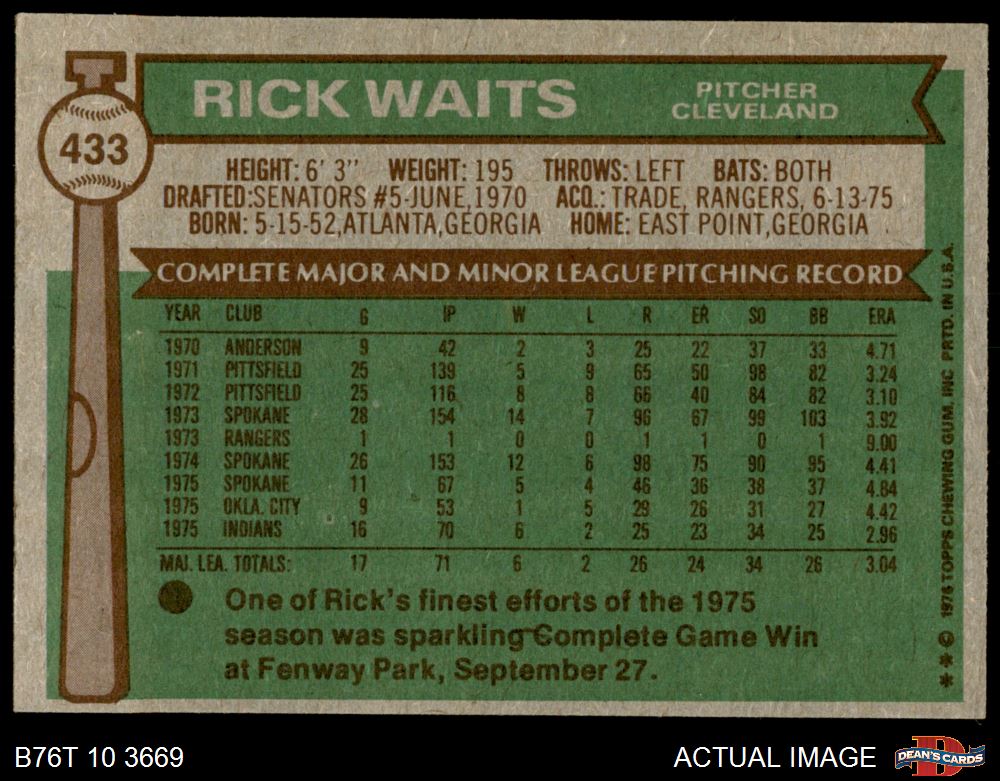 433
RICK WAITS
PITCHER
CLEVELAND
HEIGHT: 6' 3" WEIGHT: 195 THROWS: LEFT BATS: BOTH
DRAFTED:SENATORS #5-JUNE,1970 ACQ.: TRADE, RANGERS, 6-13-75
BORN: 5-15-52,ATLANTA,GEORGIA HOME: EAST POINT,GEORGIA
COMPLETE MAJOR AND MINOR LEAGUE PITCHING RECORD
YEAR CLUB G IP W L R ER SO BB ERA
1970 ANDERSON 9 42 2 3 25 22 37 33 4.71
1971 PITTSFIELD 25 139 5 9 65 50 98 82 3.24
1972 PITTSFIELD 25 116 8 8 66 40 84 82 3.10
1973 SPOKANE 28 154 14 7 96 67 99 103 3.92
1973 RANGERS 1 1 0 0 1 1 0 1 9.00
1974 SPOKANE 26 153 12 6 98 75 90 95 4.41
1975 SPOKANE 11 67 5 4 46 36 38 37 4.84
1975 OKLA. CITY 9 53 1 5 29 26 31 27 4.42
1975 INDIANS 16 70 6 2 25 23 34 25 2.96
MAJ. LEA. TOTALS: 17 71 6 2 26 24 34 26 3.04
One of Rick's finest efforts of the 1975
season was sparkling Complete Game Win
at Fenway Park, September 27.
** © 1976 TOPPS CHEWING GUM, INC PRTD. IN U.S.A.
B76T 10 3669
ACTUAL IMAGE
D
DEAN'S CARDS